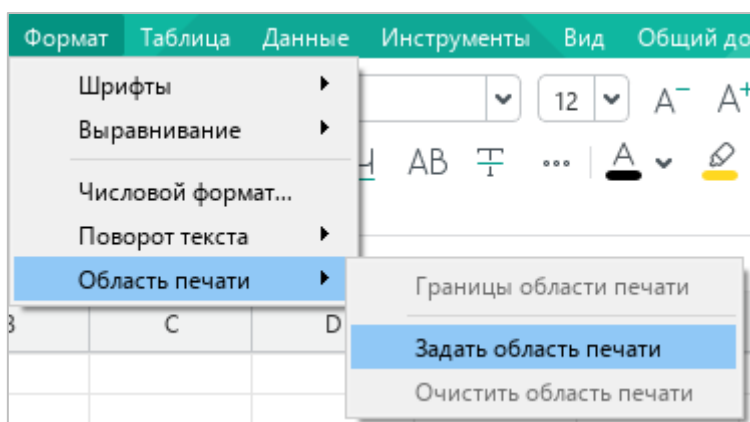 Формат Таблица Данные Инструменты Вид Общий до
Шрифты
12 A⁻ A⁺
Выравнивание
Ч АВ Т ••• А
Числовой формат...
Поворот текста
Область печати
Границы области печати
B C D
Задать область печати
Очистить область печати